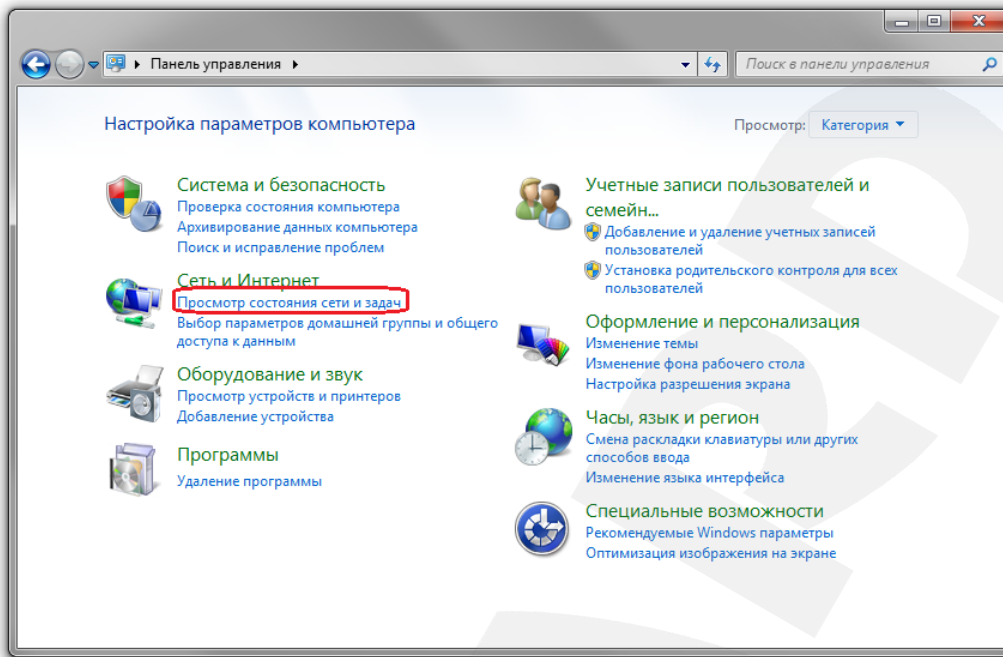 Панель управления
Поиск в панели управления
Настройка параметров компьютера
Просмотр: Категория
Система и безопасность
Проверка состояния компьютера
Архивирование данных компьютера
Поиск и исправление проблем
Сеть и Интернет
Просмотр состояния сети и задач
Выбор параметров домашней группы и общего
доступа к данным
Оборудование и звук
Просмотр устройств и принтеров
Добавление устройства
Программы
Удаление программы
Учетные записи пользователей и
семейн...
Добавление и удаление учетных записей
пользователей
Установка родительского контроля для всех
пользователей
Оформление и персонализация
Изменение темы
Изменение фона рабочего стола
Настройка разрешения экрана
Часы, язык и регион
Смена раскладки клавиатуры или других
способов ввода
Изменение языка интерфейса
Специальные возможности
Рекомендуемые Windows параметры
Оптимизация изображения на экране